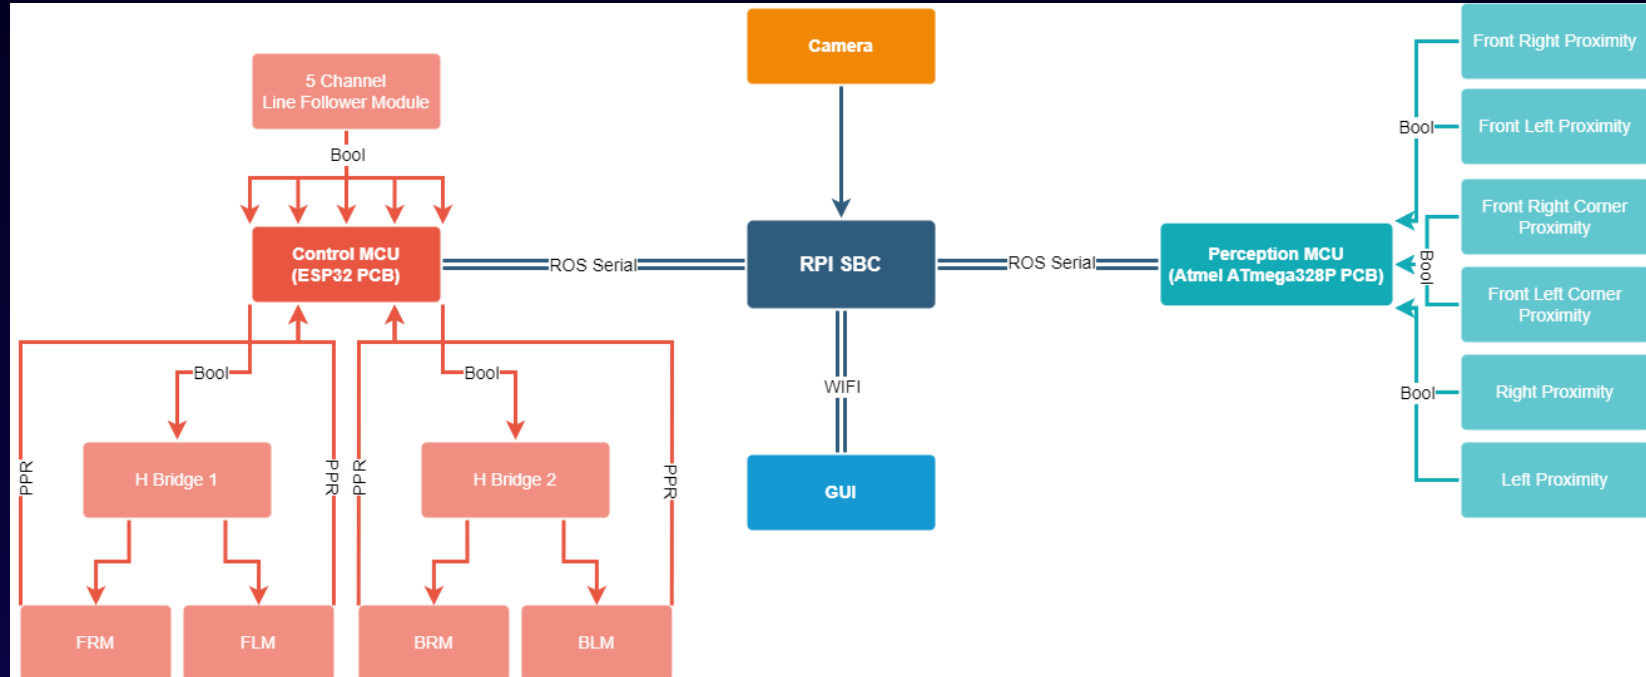 Camera
5 Channel
Line Follower Module
Bool
Control MCU
(ESP32 PCB)
ROS Serial
RPI SBC
ROS Serial
Perception MCU
(Atmel ATmega328P PCB)
Front Right Proximity
Bool
Front Left Proximity
Front Right Corner
Proximity
Bool
Front Left Corner
Proximity
Bool
Right Proximity
Left Proximity
Bool
Bool
WIFI
GUI
H Bridge 1
H Bridge 2
PPR
PPR
PPR
PPR
FRM
FLM
BRM
BLM